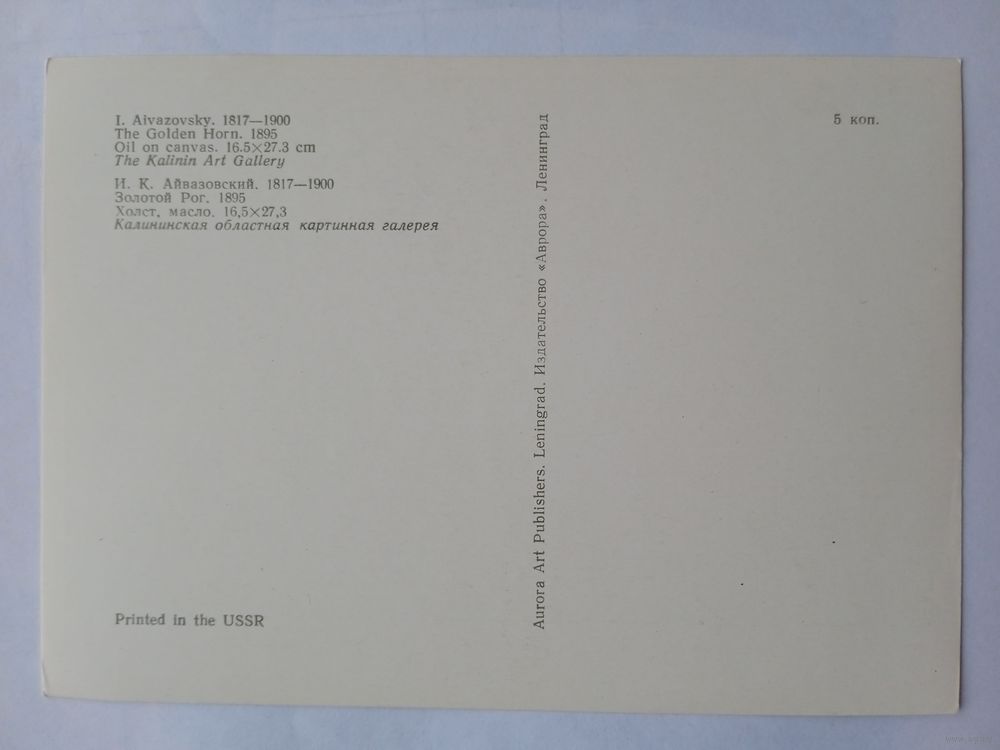 I. Aivazovsky. 1817—1900
The Golden Horn. 1895
Oil on canvas. 16.5×27.3 cm
The Kalinin Art Gallery
И. К. Айвазовский. 1817—1900
Золотой Рог. 1895
Холст, масло. 16,5×27,3
Калининская областная картинная галерея
Printed in the USSR
Aurora Art Publishers. Leningrad. Издательство «Аврора». Ленинград
5 коп.